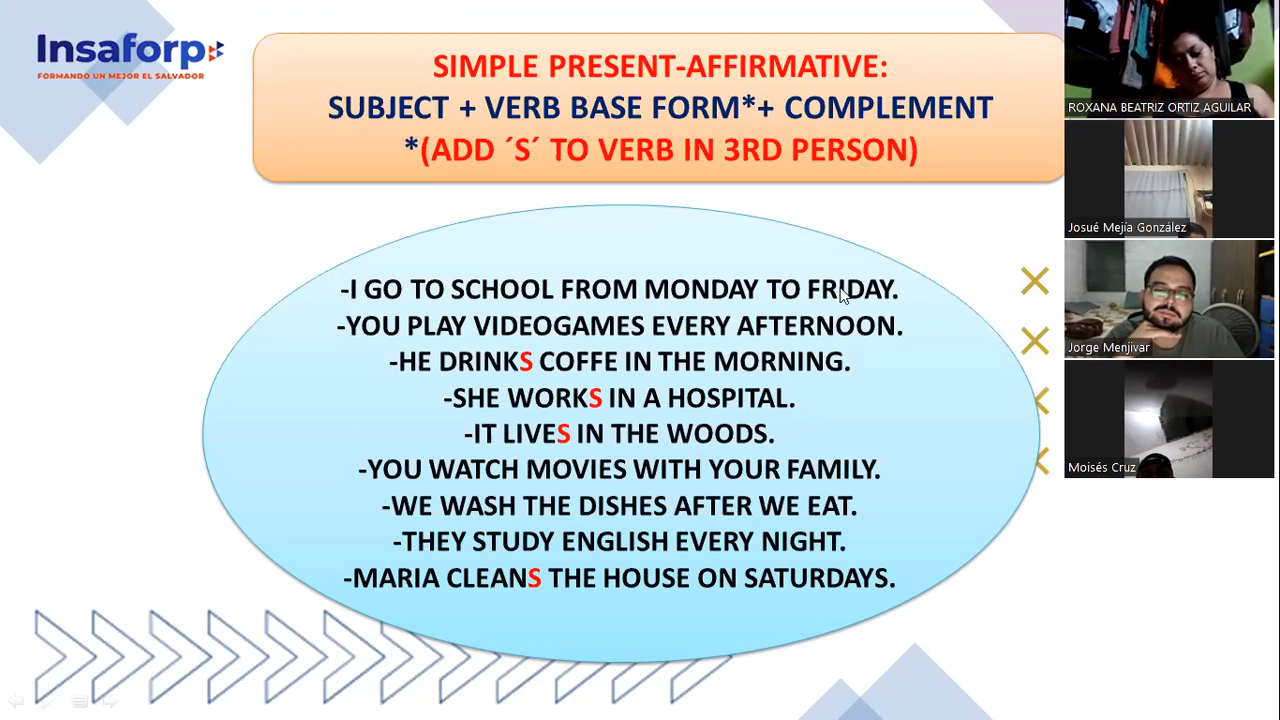 Insaforp
FORMANDO UN MEJOR EL SALVADOR
SIMPLE PRESENT-AFFIRMATIVE:
SUBJECT + VERB BASE FORM*+ COMPLEMENT
*(ADD ´S´ TO VERB IN 3RD PERSON)
-I GO TO SCHOOL FROM MONDAY TO FRIDAY.
-YOU PLAY VIDEOGAMES EVERY AFTERNOON.
-HE DRINKS COFFE IN THE MORNING.
-SHE WORKS IN A HOSPITAL.
-IT LIVES IN THE WOODS.
-YOU WATCH MOVIES WITH YOUR FAMILY.
-WE WASH THE DISHES AFTER WE EAT.
-THEY STUDY ENGLISH EVERY NIGHT.
-MARIA CLEANS THE HOUSE ON SATURDAYS.
ROXANA BEATRIZ ORTIZ AGUILAR
Josué Mejía González
Jorge Menjivar
Moisés Cruz